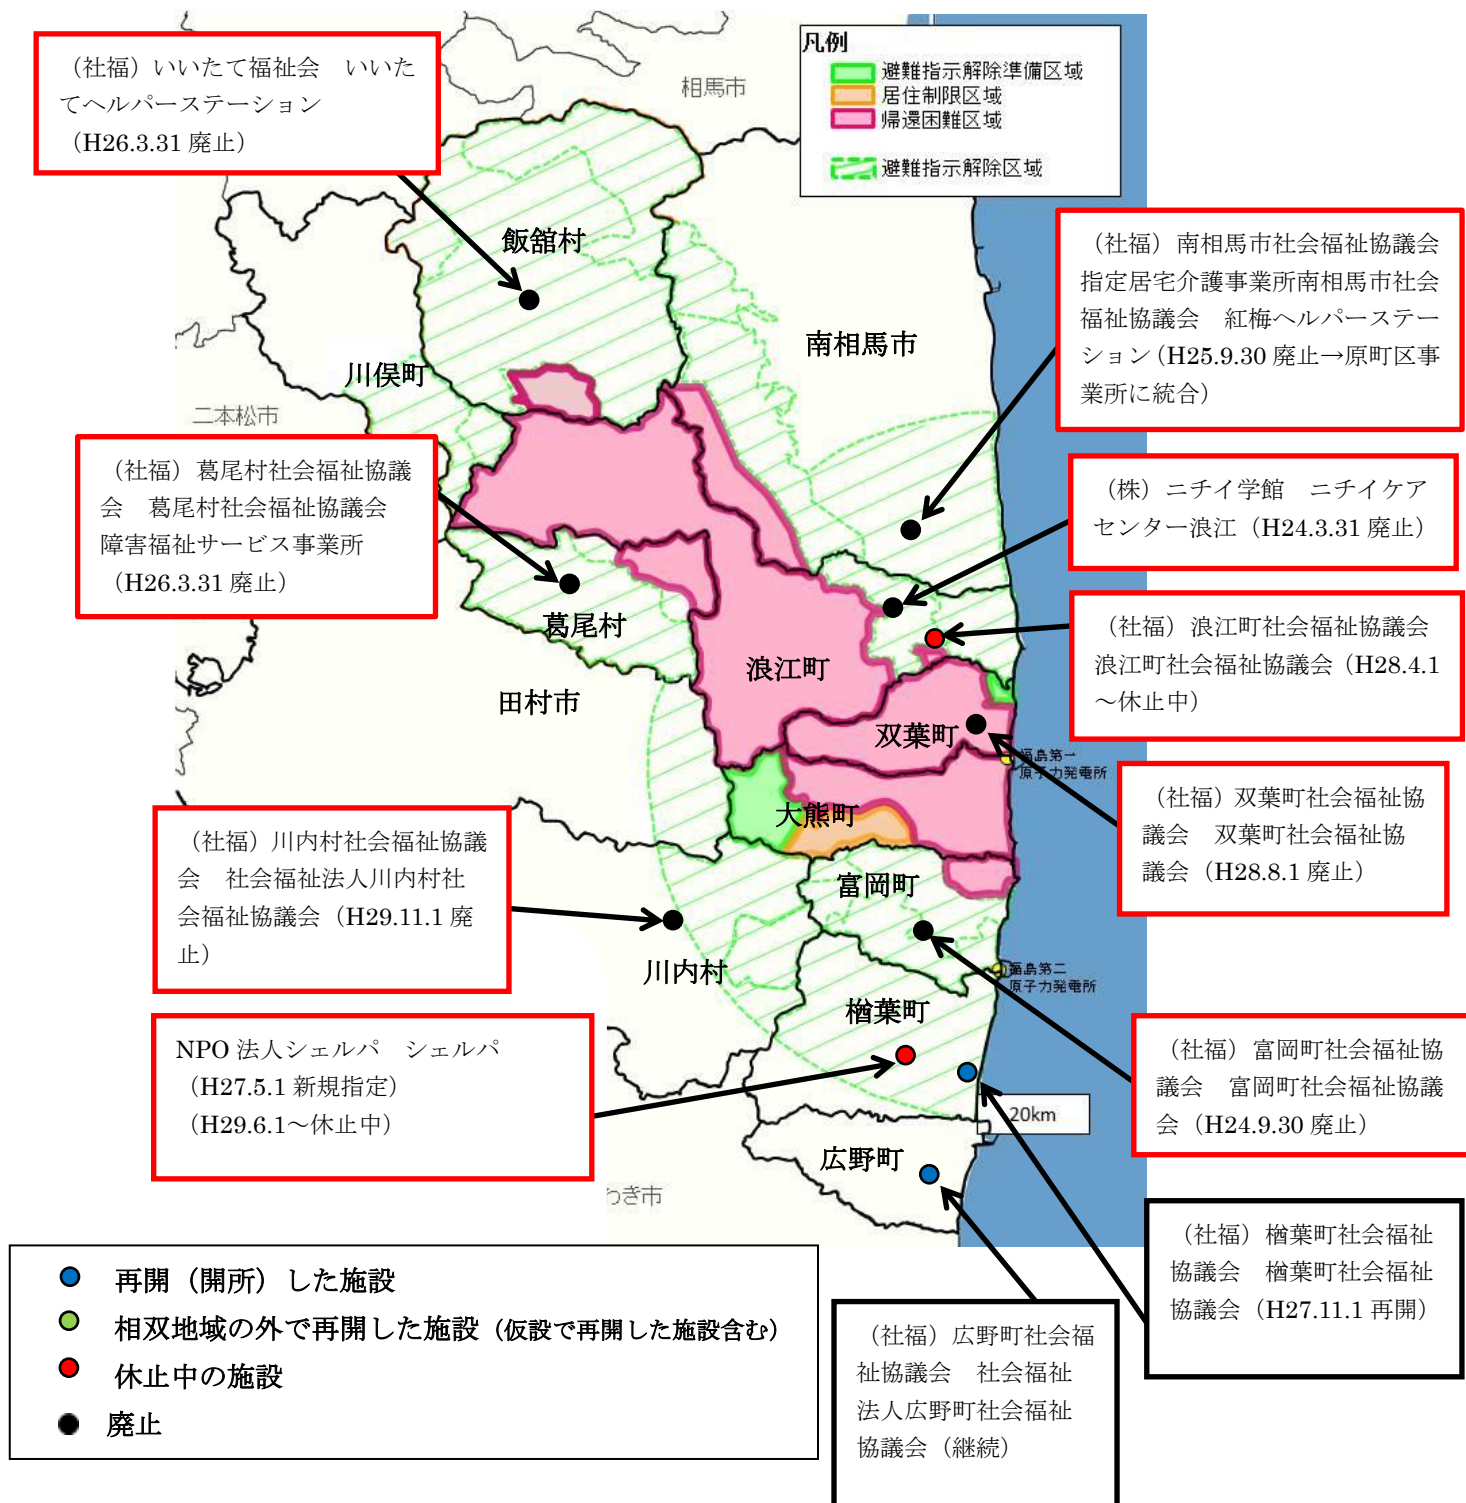 （社福）いいたて福祉会　いいた
てヘルパーステーション
（H26.3.31 廃止）
相馬市
凡例
避難指示解除準備区域
居住制限区域
帰還困難区域
避難指示解除区域
（社福）南相馬市社会福祉協議会
指定居宅介護事業所南相馬市社会
福祉協議会　紅梅ヘルパーステー
ション（H25.9.30 廃止→原町区事
業所に統合）
飯舘村
南相馬市
川俣町
二本松市
（社福）葛尾村社会福祉協議
会　葛尾村社会福祉協議会
障害福祉サービス事業所
（H26.3.31 廃止）
（株）ニチイ学館　ニチイケア
センター浪江（H24.3.31 廃止）
葛尾村
（社福）浪江町社会福祉協議会
浪江町社会福祉協議会（H28.4.1
～休止中）
浪江町
田村市
双葉町
福島第一
原子力発電所
（社福）双葉町社会福祉協
議会　双葉町社会福祉協
議会（H28.8.1 廃止）
大熊町
（社福）川内村社会福祉協議
会　社会福祉法人川内村社
会福祉協議会（H29.11.1 廃
止）
富岡町
川内村
福島第二
原子力発電所
楢葉町
NPO 法人シェルパ　シェルパ
（H27.5.1 新規指定）
（H29.6.1～休止中）
（社福）富岡町社会福祉協
議会　富岡町社会福祉協議
会（H24.9.30 廃止）
20km
広野町
わき市
（社福）楢葉町社会福祉
協議会　楢葉町社会福祉
協議会（H27.11.1 再開）
再開（開所）した施設
相双地域の外で再開した施設（仮設で再開した施設含む）
休止中の施設
廃止
（社福）広野町社会福
祉協議会　社会福祉
法人広野町社会福祉
協議会（継続）